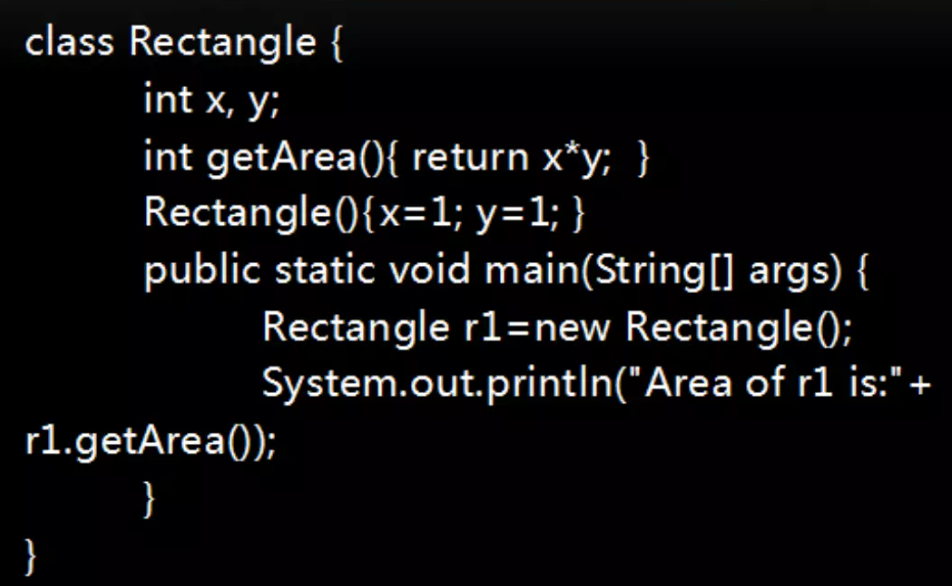 class Rectangle {
int x, y;
int getArea(){ return x*y;  }
Rectangle(){x=1; y=1; }
public static void main(String[] args) {
Rectangle r1=new Rectangle();
System.out.println("Area of r1 is:"+
r1.getArea());
}
}